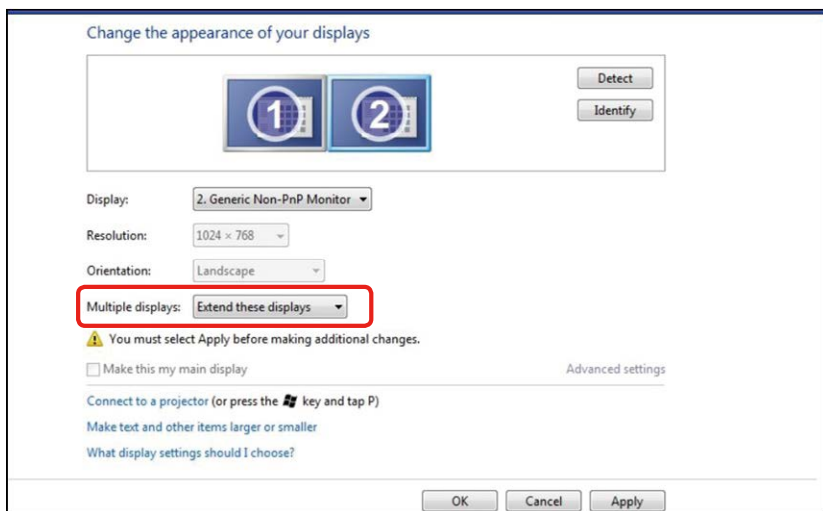 Change the appearance of your displays
1
2
Detect
Identify
Display:
2. Generic Non-PnP Monitor
Resolution:
1024 × 768
Orientation:
Landscape
Multiple displays:
Extend these displays
You must select Apply before making additional changes.
Make this my main display
Advanced settings
Connect to a projector (or press the key and tap P)
Make text and other items larger or smaller
What display settings should I choose?
OK
Cancel
Apply